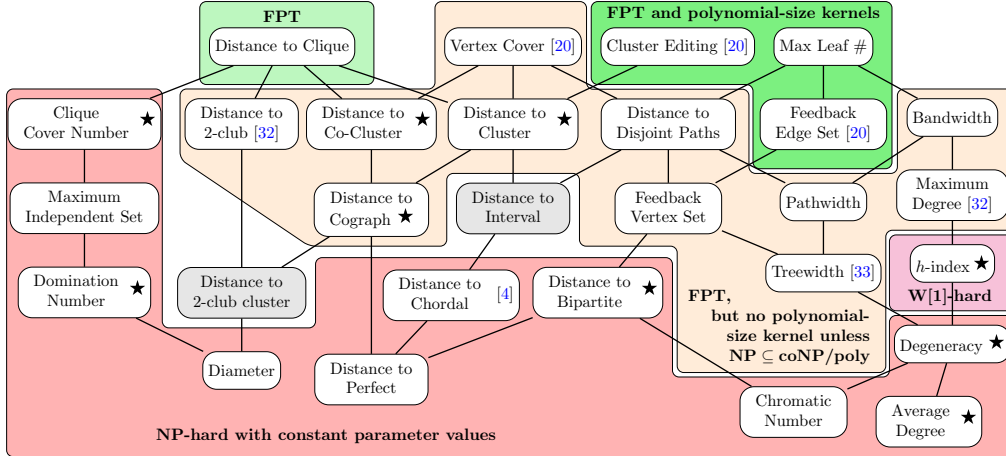 FPT
FPT and polynomial-size kernels
Distance to Clique
Vertex Cover [20]
Cluster Editing [20]
Max Leaf #
Clique
Cover Number ★
Distance to
2-club [32]
Distance to
Co-Cluster ★
Distance to
Cluster ★
Distance to
Disjoint Paths
Feedback
Edge Set [20]
Bandwidth
Maximum
Independent Set
Distance to
Cograph ★
Distance to
Interval
Feedback
Vertex Set
Pathwidth
Maximum
Degree [32]
Domination
Number ★
Distance to
2-club cluster
Distance to
Chordal [4]
Distance to
Bipartite ★
Treewidth [33]
h-index ★
W[1]-hard
FPT,
but no polynomial-
size kernel unless
NP ⊆ coNP/poly
Diameter
Distance to
Perfect
Degeneracy ★
Chromatic
Number
Average
Degree ★
NP-hard with constant parameter values